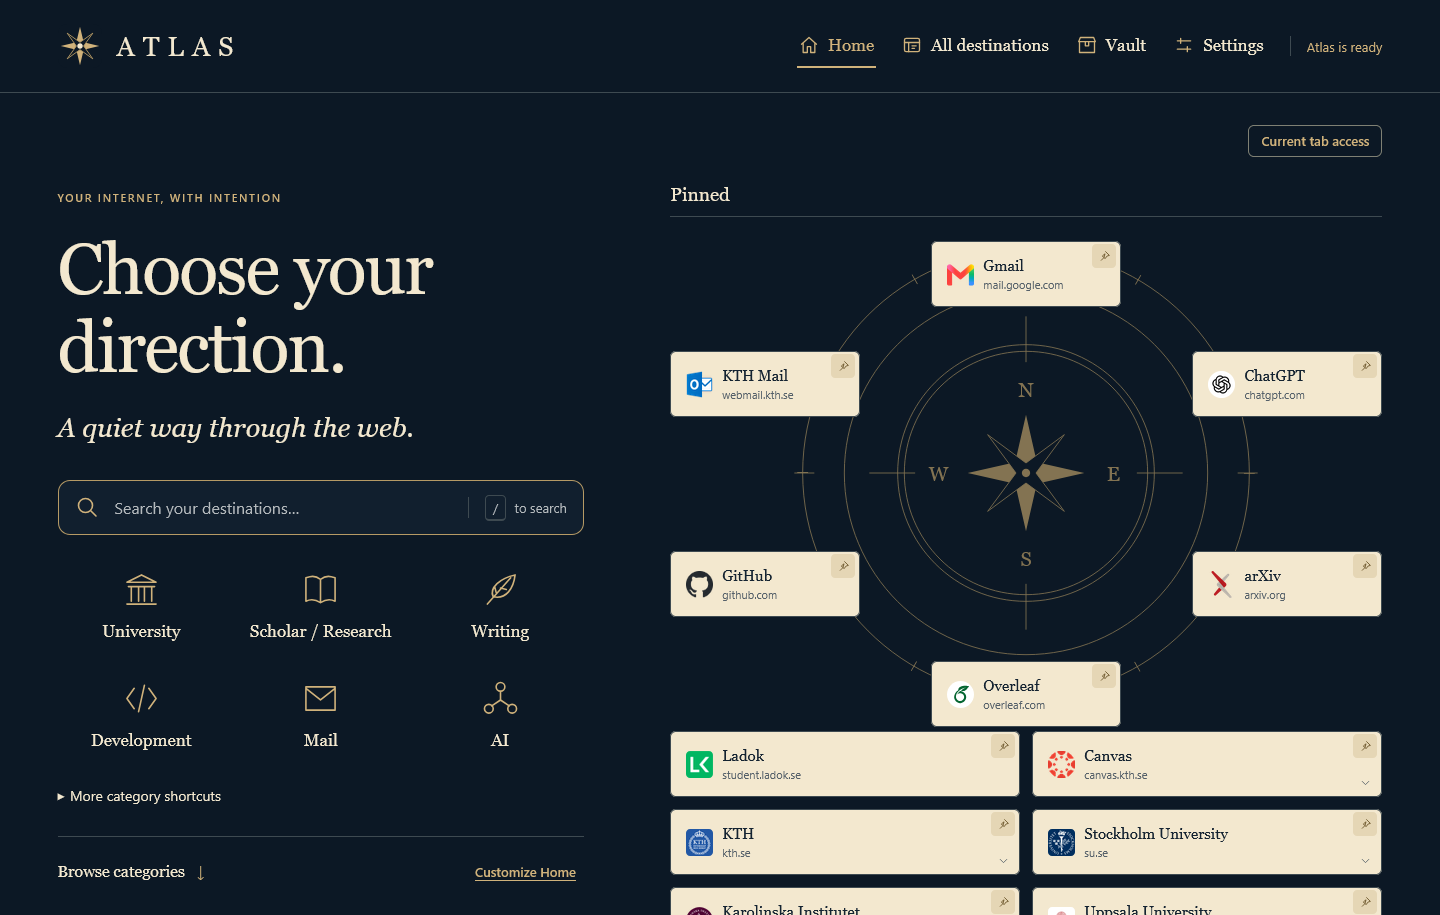 ATLAS
Home
All destinations
Vault
Settings
Atlas is ready
Current tab access
YOUR INTERNET, WITH INTENTION
Choose your
direction.
A quiet way through the web.
Search your destinations...
/ to search
University
Scholar / Research
Writing
Development
Mail
AI
More category shortcuts
Browse categories ↓
Customize Home
Pinned
Gmail
mail.google.com
KTH Mail
webmail.kth.se
ChatGPT
chatgpt.com
N
W
E
S
GitHub
github.com
arXiv
arxiv.org
Overleaf
overleaf.com
Ladok
student.ladok.se
Canvas
canvas.kth.se
KTH
kth.se
Stockholm University
su.se
Karolinska Institutet
Uppsala University